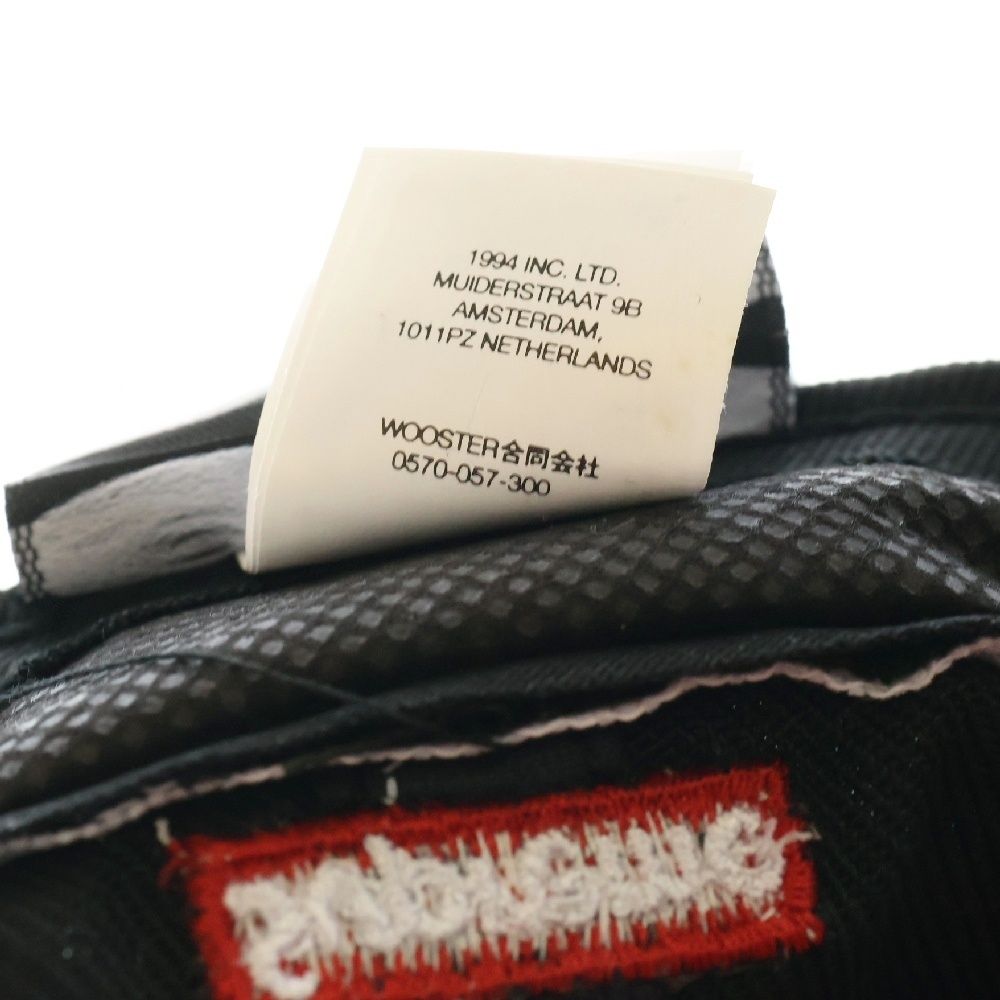 1994 INC. LTD.
MUIDERSTRAAT 9B
AMSTERDAM,
1011PZ NETHERLANDS
WOOSTER合同会社
0570-057-300